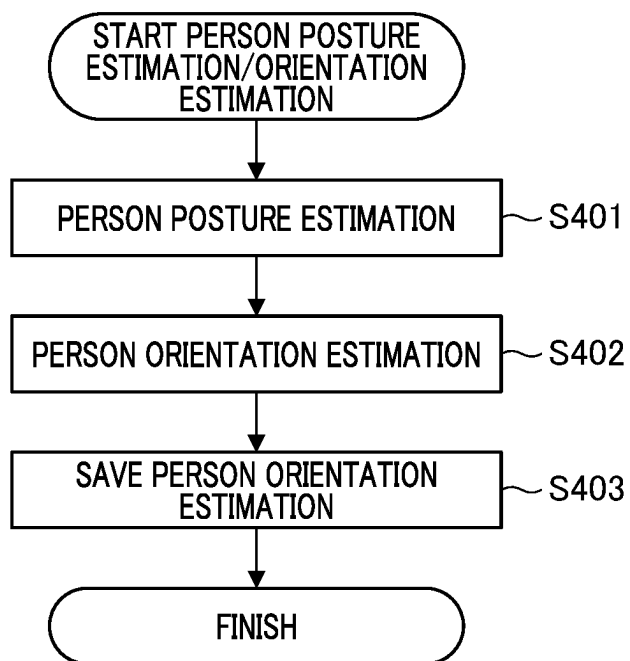 START PERSON POSTURE
ESTIMATION/ORIENTATION
ESTIMATION
PERSON POSTURE ESTIMATION
S401
PERSON ORIENTATION ESTIMATION
S402
SAVE PERSON ORIENTATION
ESTIMATION
S403
FINISH